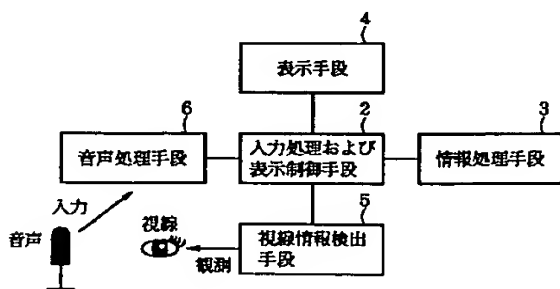 4
表示手段
6
音声処理手段
2
入力処理および
表示制御手段
3
情報処理手段
入力
音声
視線
観測
5
視線情報検出
手段